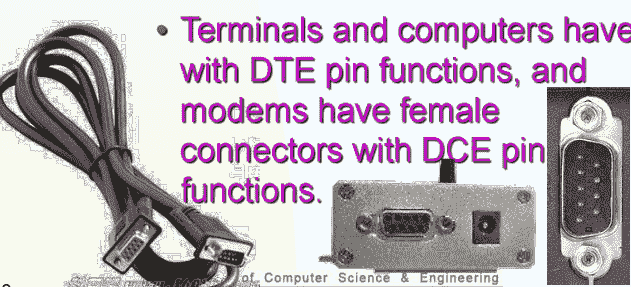 • Terminals and computers have
with DTE pin functions, and
modems have female
connectors with DCE pin
functions.
of Computer Science & Engineering